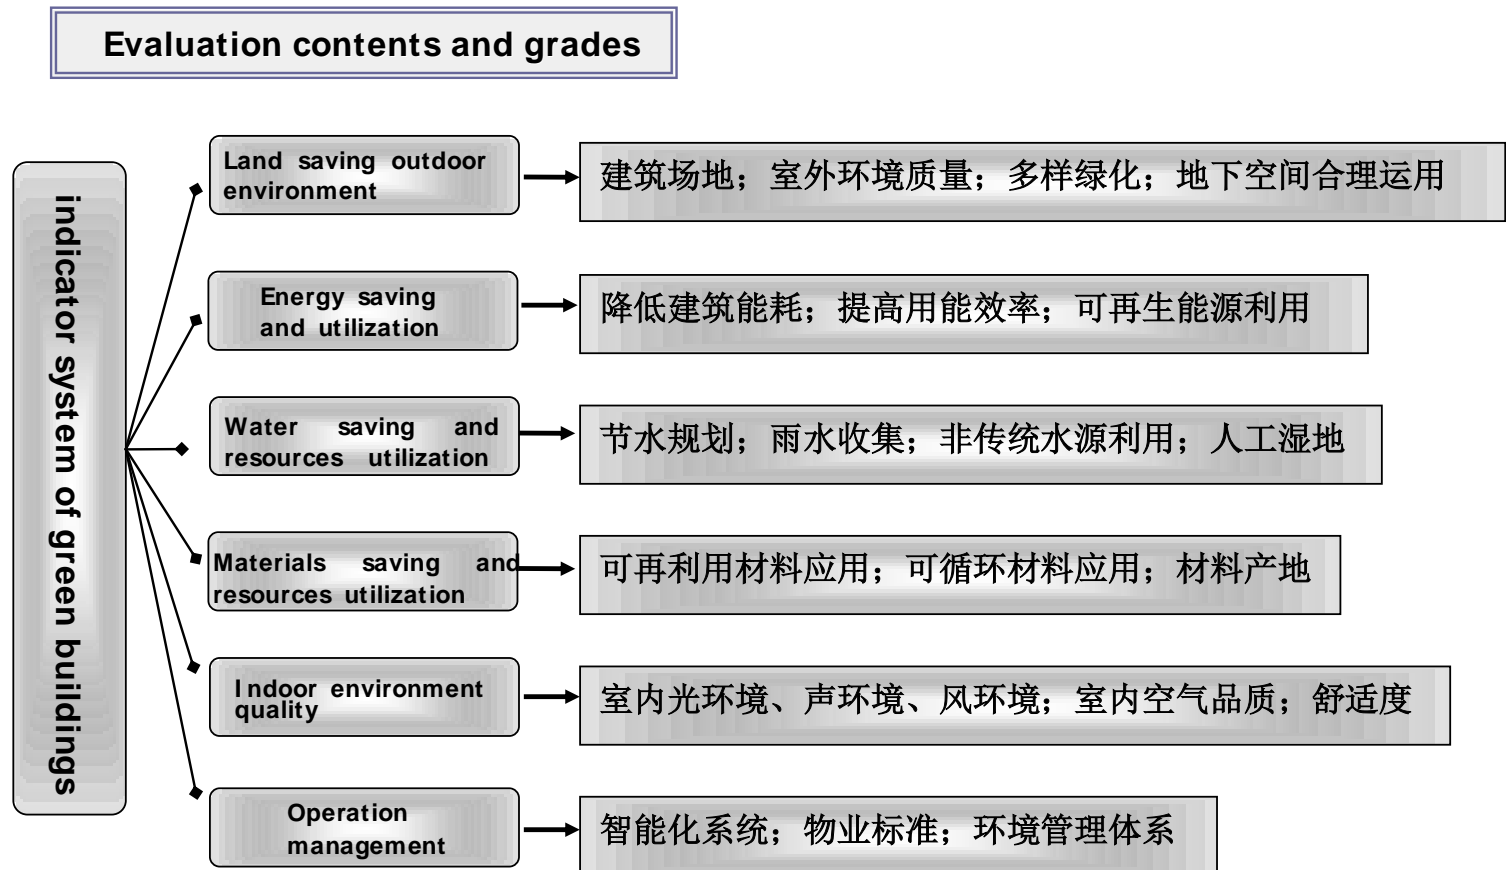 Evaluation contents and grades
indicator system of green buildings
Land saving outdoor
environment
建筑场地；室外环境质量；多样绿化；地下空间合理运用
Energy saving
and utilization
降低建筑能耗；提高用能效率；可再生能源利用
Water saving and
resources utilization
节水规划；雨水收集；非传统水源利用；人工湿地
Materials saving and
resources utilization
可再利用材料应用；可循环材料应用；材料产地
Indoor environment
quality
室内光环境、声环境、风环境；室内空气品质；舒适度
Operation
management
智能化系统；物业标准；环境管理体系